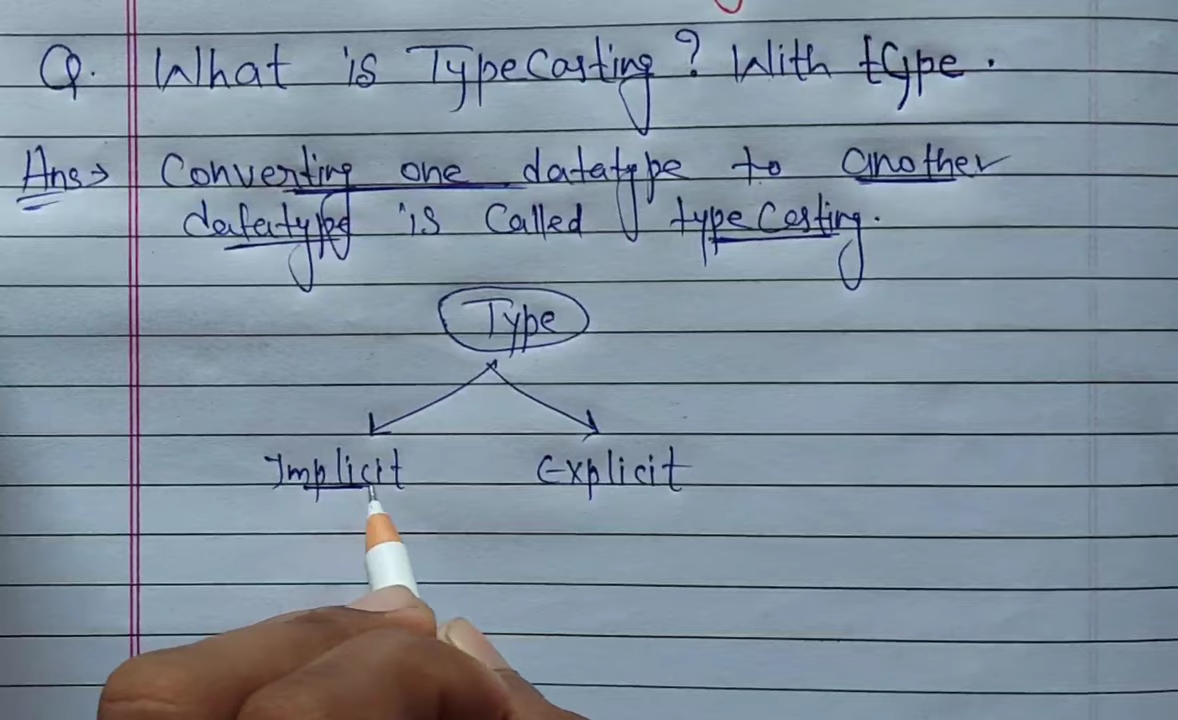 Q. What is TypeCasting? With type.
Ans→ Converting one datatype to another
datatype is Called typeCasting.
Type
Implicit Explicit